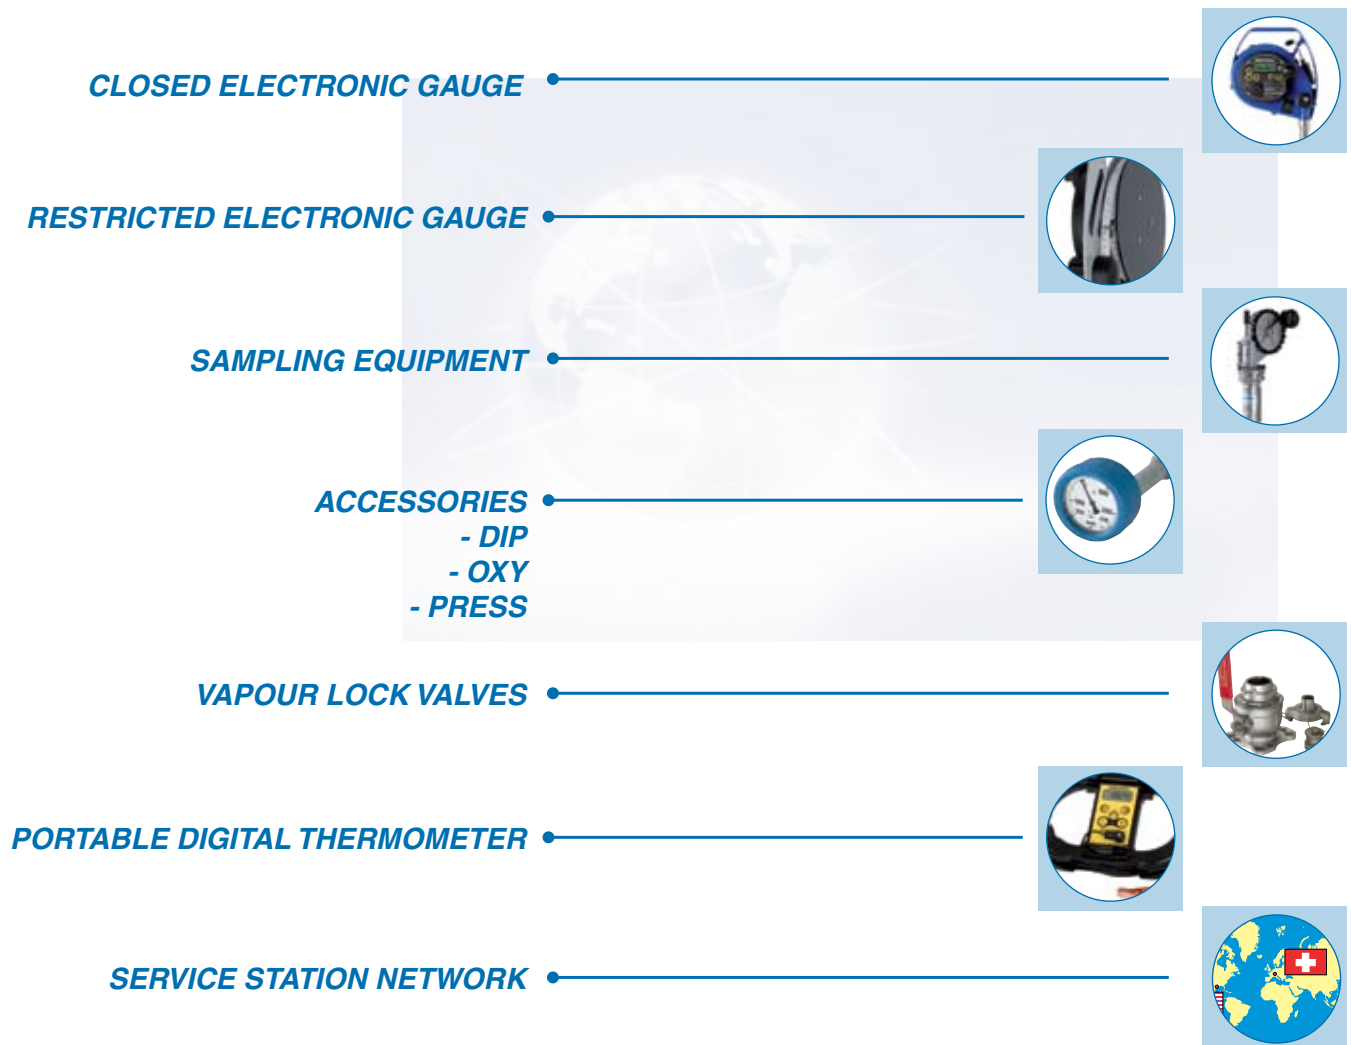 CLOSED ELECTRONIC GAUGE
RESTRICTED ELECTRONIC GAUGE
SAMPLING EQUIPMENT
ACCESSORIES
- DIP
- OXY
- PRESS
VAPOUR LOCK VALVES
PORTABLE DIGITAL THERMOMETER
SERVICE STATION NETWORK